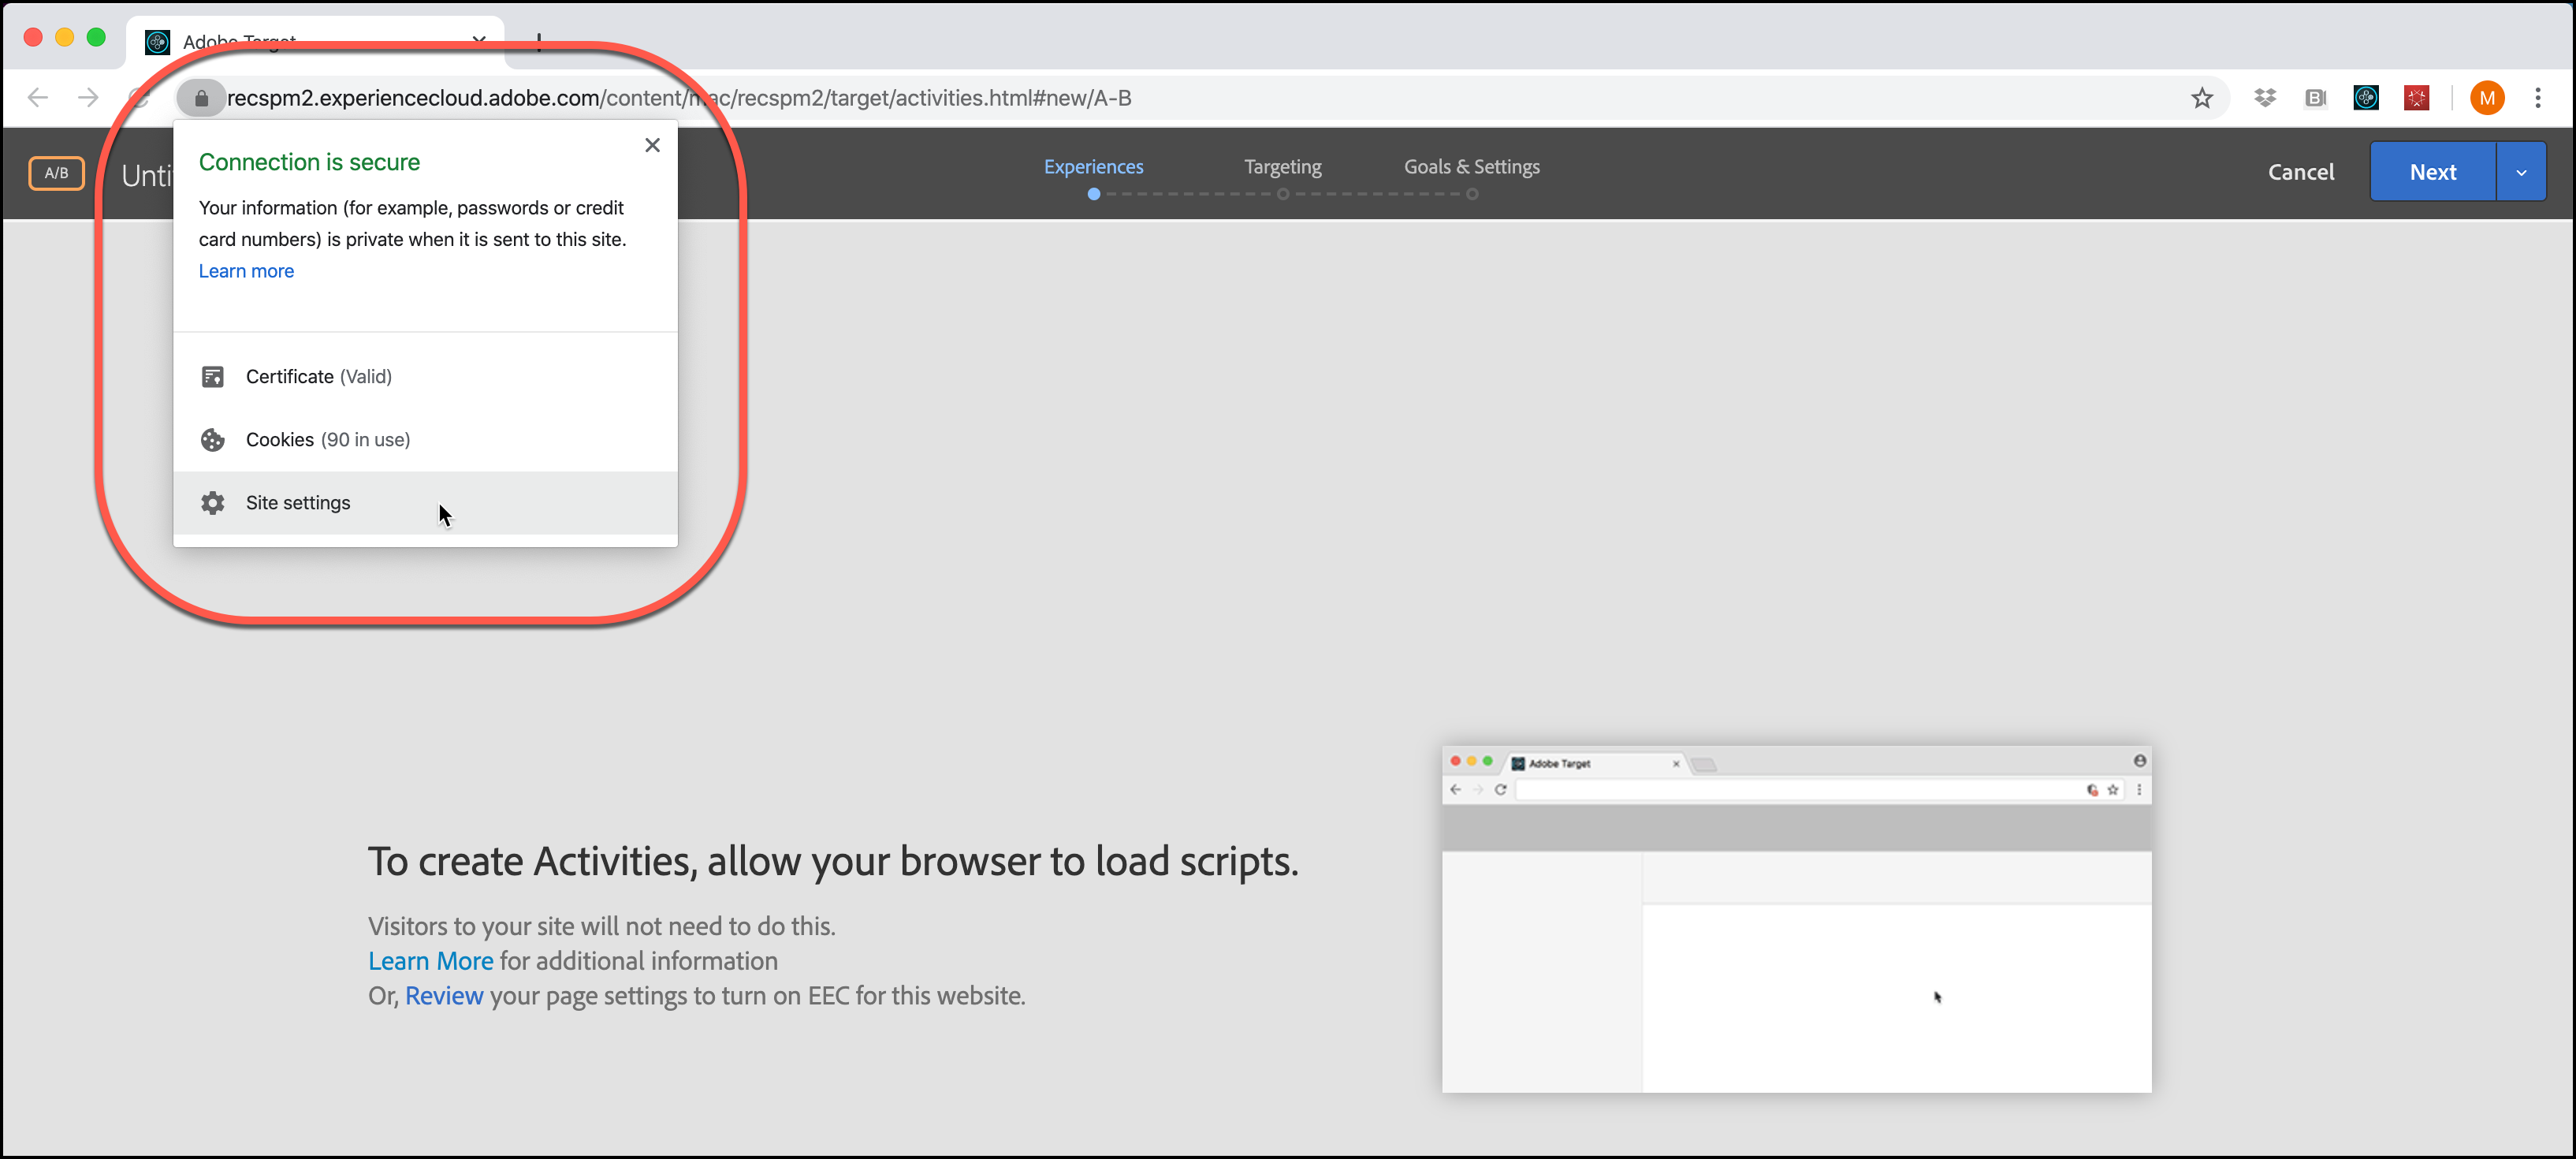 Adobe Target
recspm2.experiencecloud.adobe.com/content/mac/recspm2/target/activities.html#new/A-B
M
A/B
Unti
Experiences
Targeting
Goals & Settings
Cancel
Next
Connection is secure
Your information (for example, passwords or credit
card numbers) is private when it is sent to this site.
Learn more
Certificate (Valid)
Cookies (90 in use)
Site settings
To create Activities, allow your browser to load scripts.
Visitors to your site will not need to do this.
Learn More for additional information
Or, Review your page settings to turn on EEC for this website.
Adobe Target